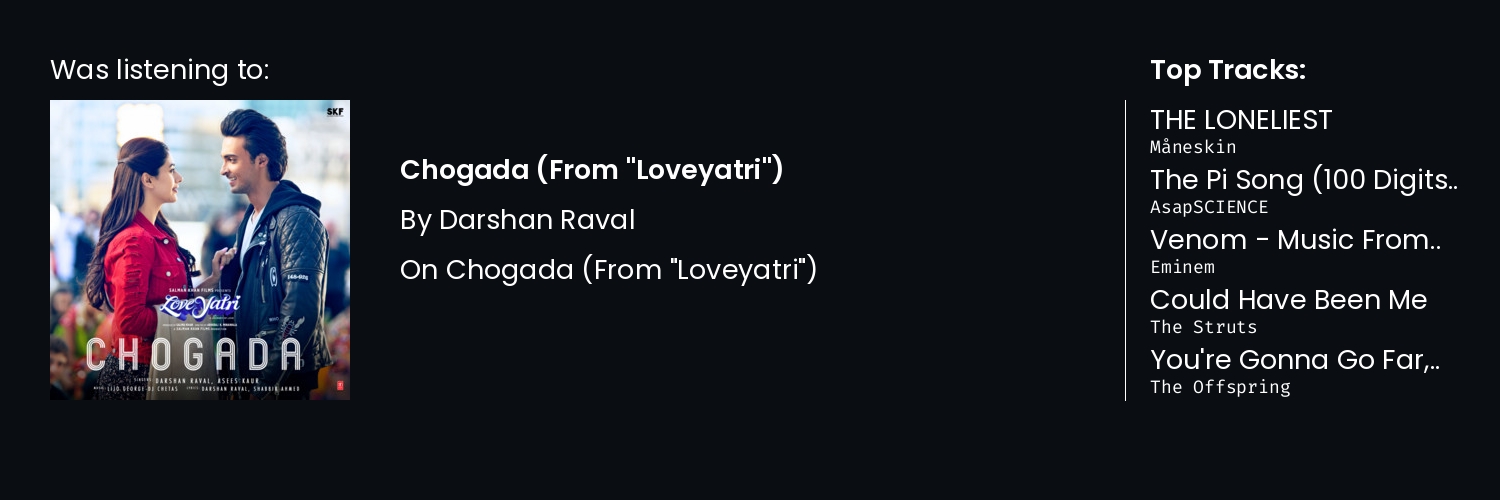 Was listening to:
SKF
SALMAN KHAN FILMS PRESENTS
LoveYatri
CHOGADA
SINGERS DARSHAN RAVAL, ASEES KAUR
MUSIC LIJO GEORGE-DJ CHETAS LYRICS DARSHAN RAVAL, SHABBIR AHMED
Chogada (From "Loveyatri")
By Darshan Raval
On Chogada (From "Loveyatri")
Top Tracks:
THE LONELIEST
Måneskin
The Pi Song (100 Digits..
AsapSCIENCE
Venom - Music From..
Eminem
Could Have Been Me
The Struts
You're Gonna Go Far,..
The Offspring